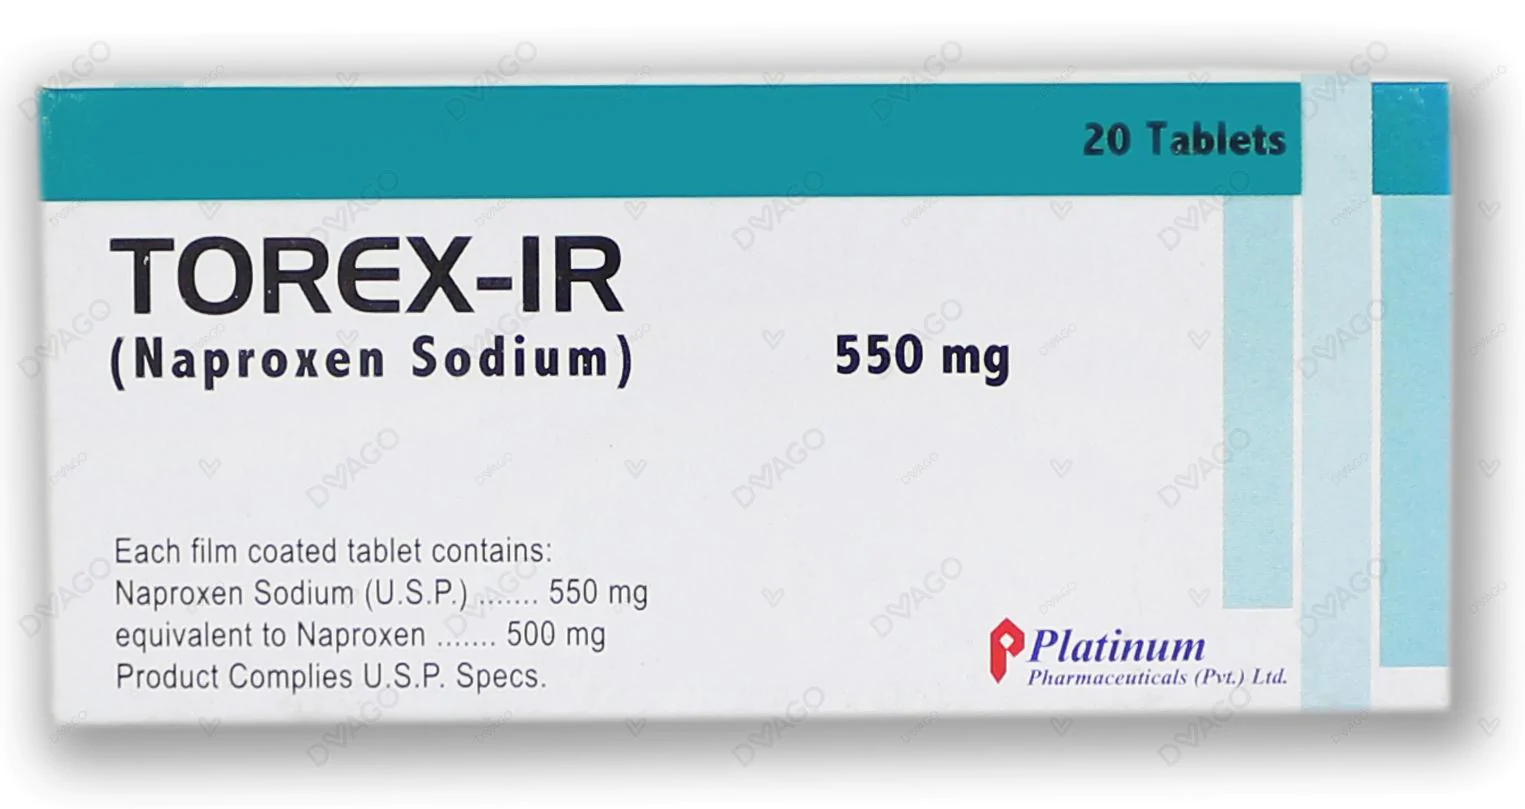 20 Tablets
TOREX-IR
(Naproxen Sodium) 550 mg
Each film coated tablet contains:
Naproxen Sodium (U.S.P.) ....... 550 mg
equivalent to Naproxen ....... 500 mg
Product Complies U.S.P. Specs.
Platinum
Pharmaceuticals (Pvt.) Ltd.
DVAGO